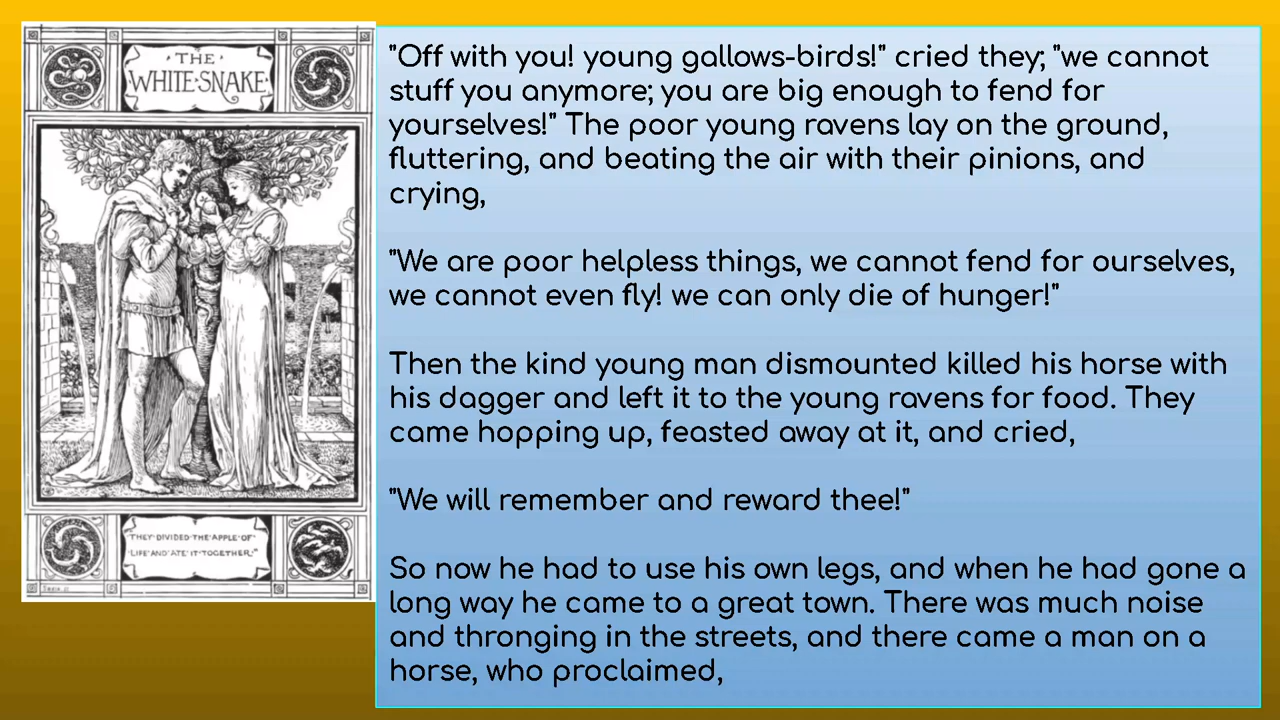 THE
WHITE·SNAKE
THEY·DIVIDED·THE·APPLE·OF·
LIFE·AND·ATE·IT·TOGETHER·"
"Off with you! young gallows-birds!" cried they; "we cannot
stuff you anymore; you are big enough to fend for
yourselves!" The poor young ravens lay on the ground,
fluttering, and beating the air with their pinions, and
crying,
"We are poor helpless things, we cannot fend for ourselves,
we cannot even fly! we can only die of hunger!"
Then the kind young man dismounted killed his horse with
his dagger and left it to the young ravens for food. They
came hopping up, feasted away at it, and cried,
"We will remember and reward thee!"
So now he had to use his own legs, and when he had gone a
long way he came to a great town. There was much noise
and thronging in the streets, and there came a man on a
horse, who proclaimed,